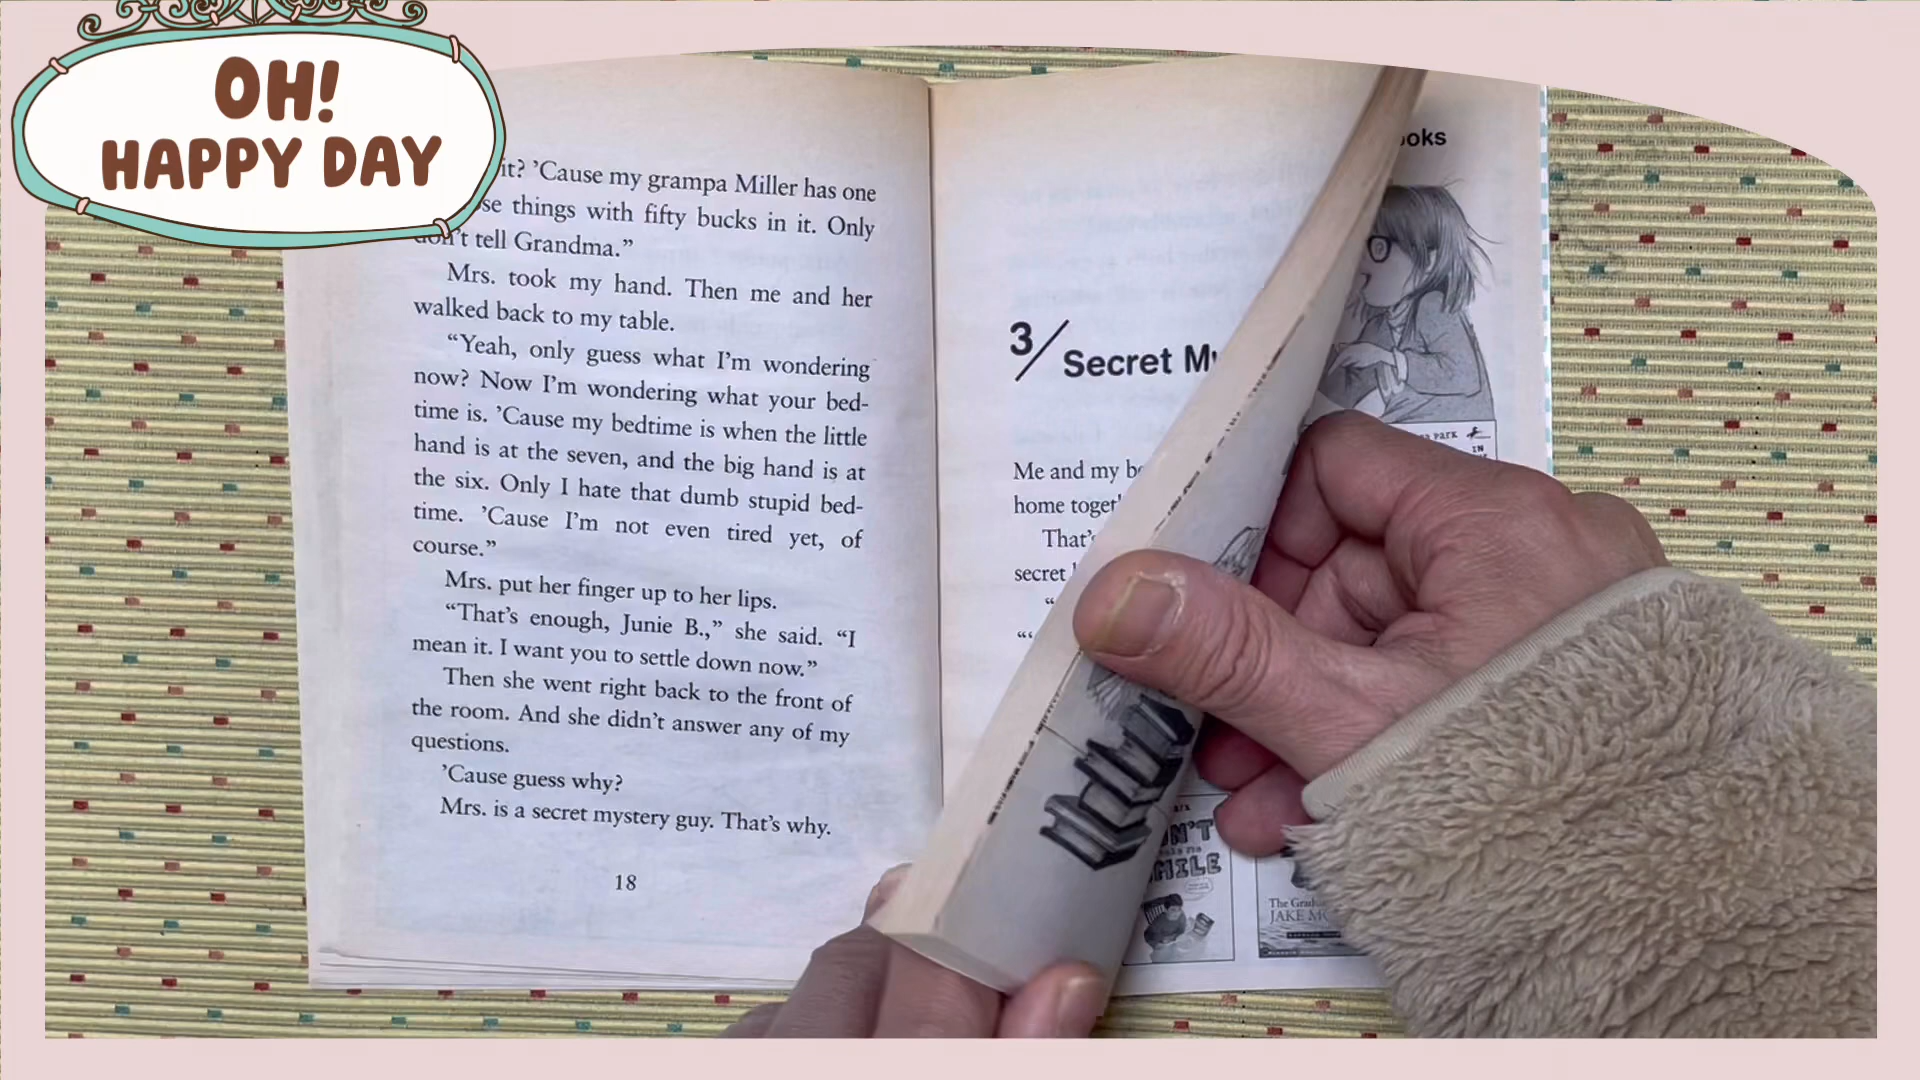 OH!
HAPPY DAY
it? ’Cause my grampa Miller has one
things with fifty bucks in it. Only
don’t tell Grandma.”
Mrs. took my hand. Then me and her
walked back to my table.
“Yeah, only guess what I’m wondering
now? Now I’m wondering what your bed-
time is. ’Cause my bedtime is when the little
hand is at the seven, and the big hand is at
the six. Only I hate that dumb stupid bed-
time. ’Cause I’m not even tired yet, of
course.”
Mrs. put her finger up to her lips.
“That’s enough, Junie B.,” she said. “I
mean it. I want you to settle down now.”
Then she went right back to the front of
the room. And she didn’t answer any of my
questions.
’Cause guess why?
Mrs. is a secret mystery guy. That’s why.
18
3/
Secret
Me and my
home
That’s
secret
PARK
IN
The
JAKE